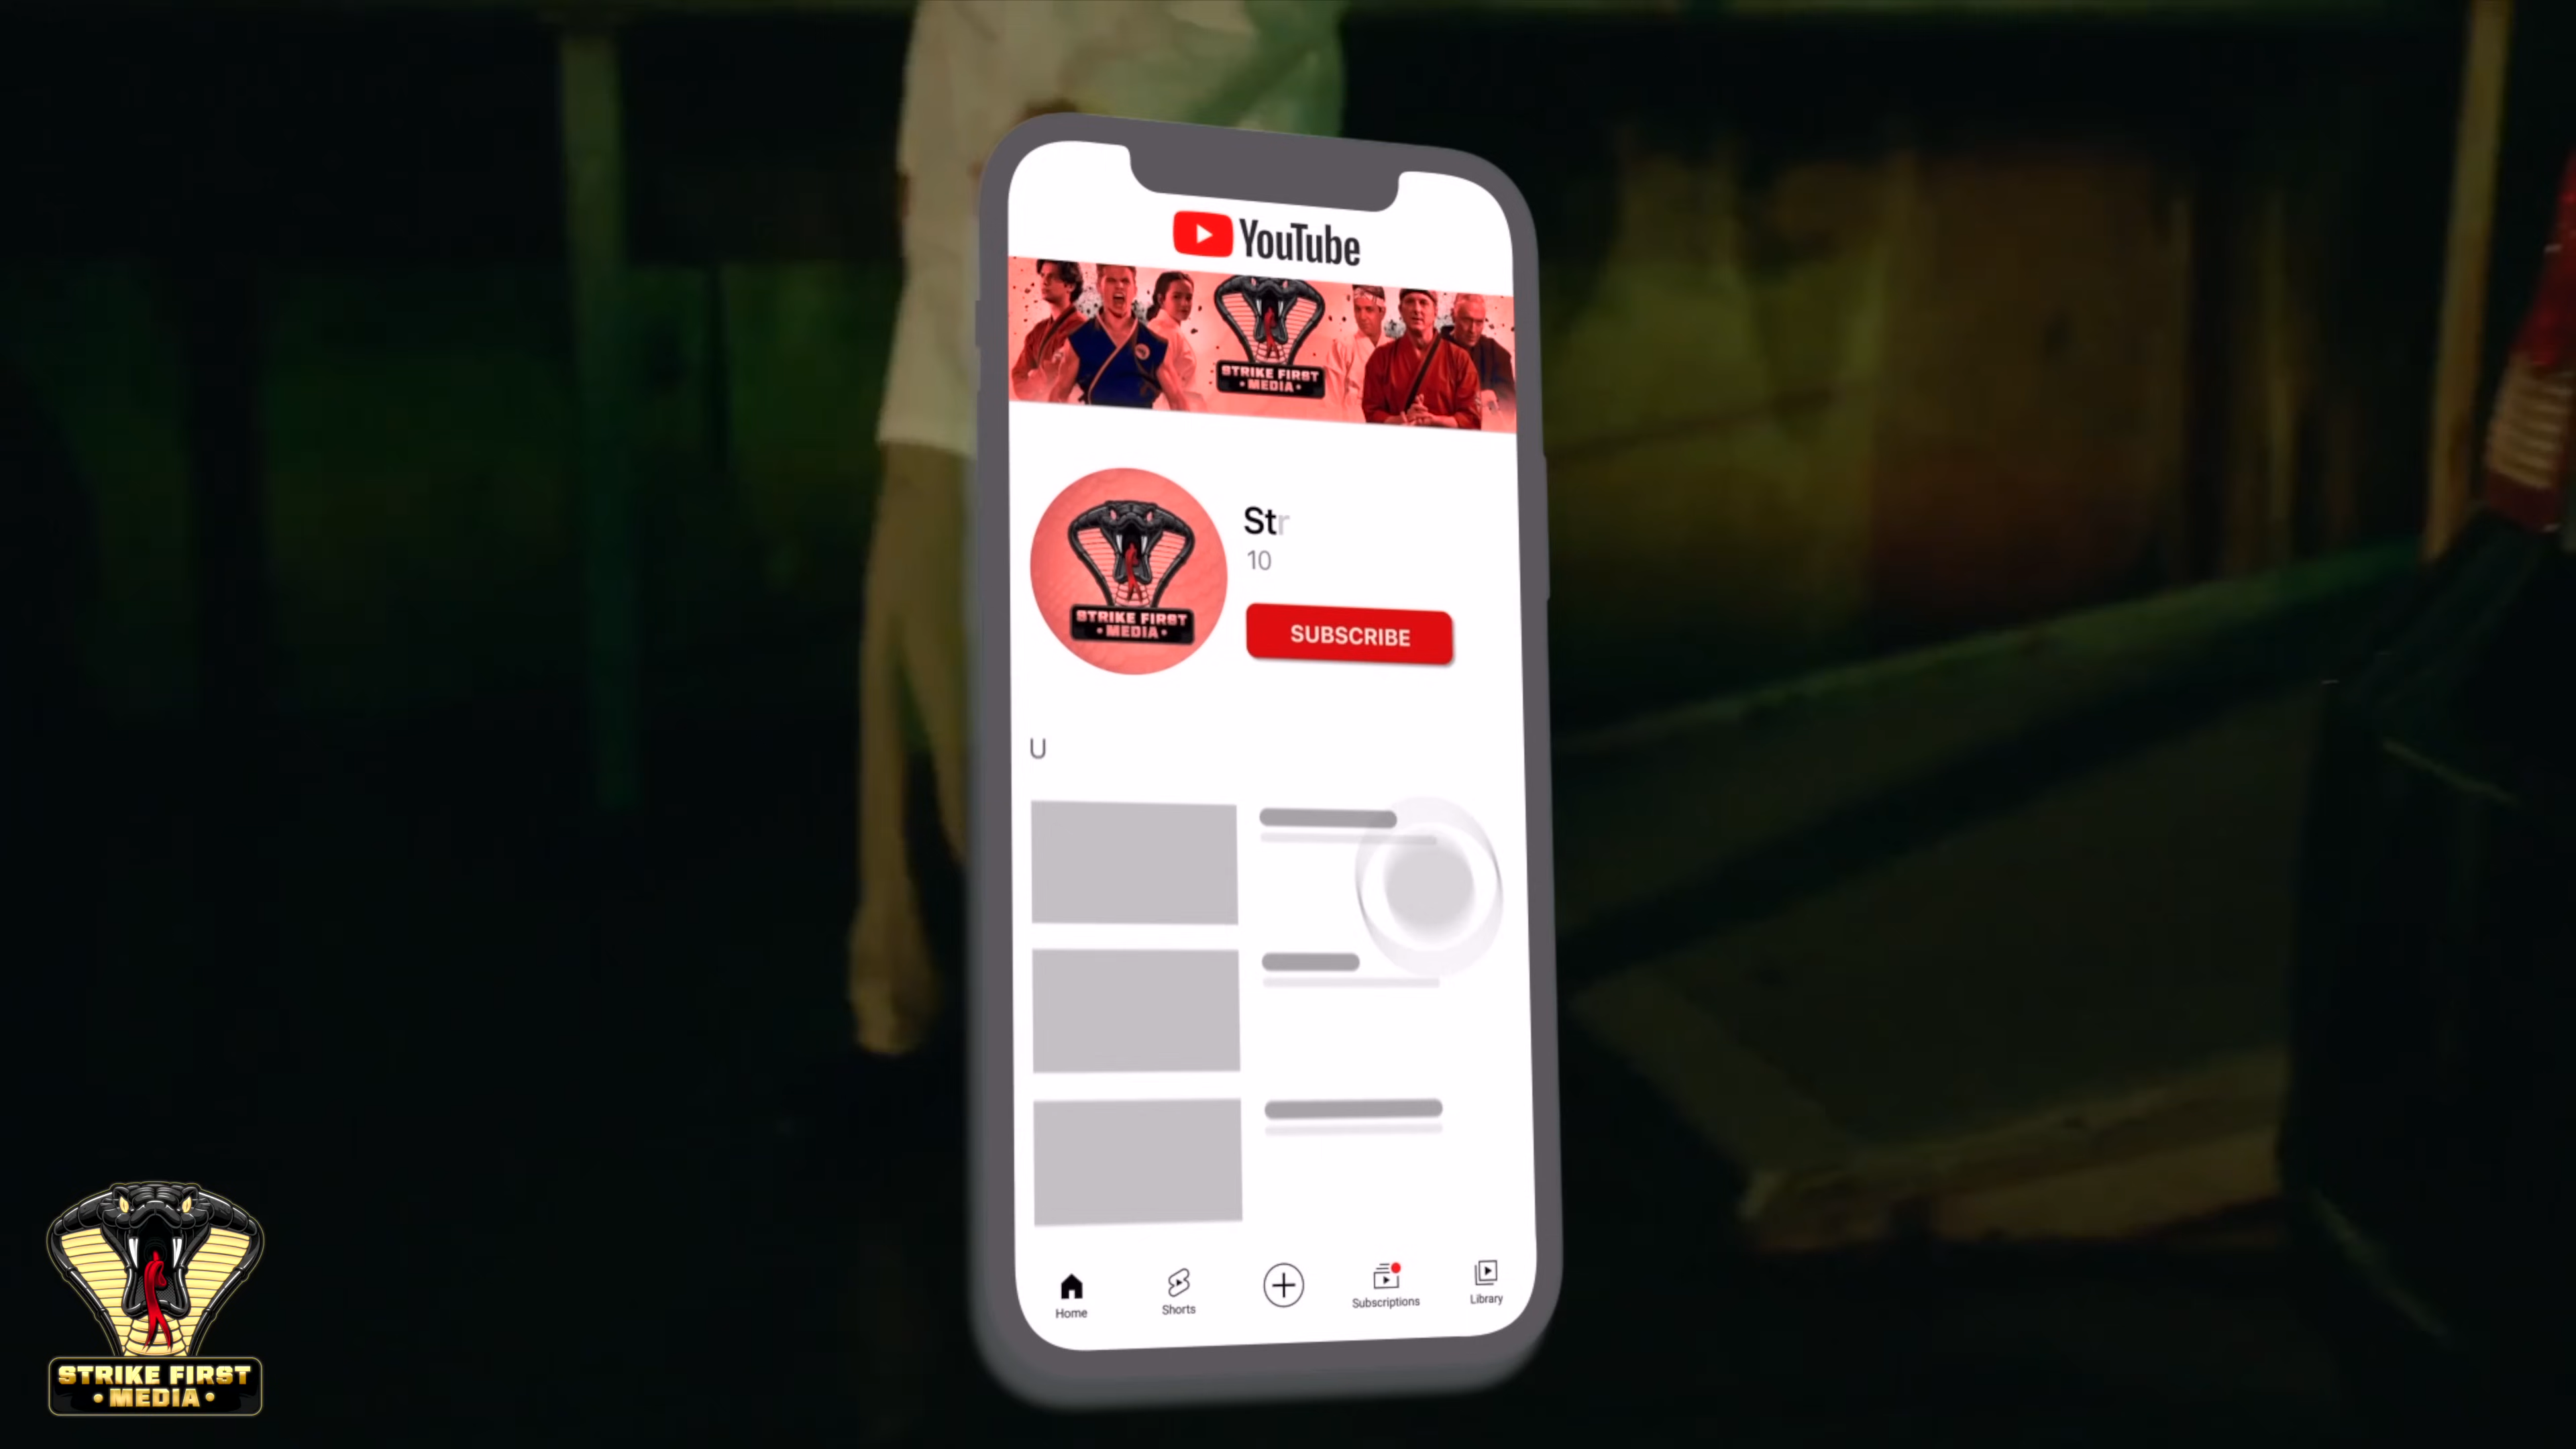 YouTube
STRIKE FIRST
• MEDIA •
Str
10
STRIKE FIRST
• MEDIA •
SUBSCRIBE
U
Home
Shorts
Subscriptions
Library
STRIKE FIRST
• MEDIA •